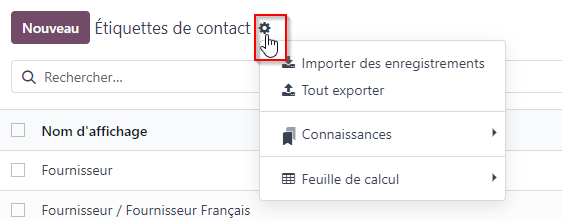 Nouveau Étiquettes de contact
Importer des enregistrements
Rechercher...
Tout exporter
Nom d'affichage
Connaissances
Fournisseur
Feuille de calcul
Fournisseur / Fournisseur Français